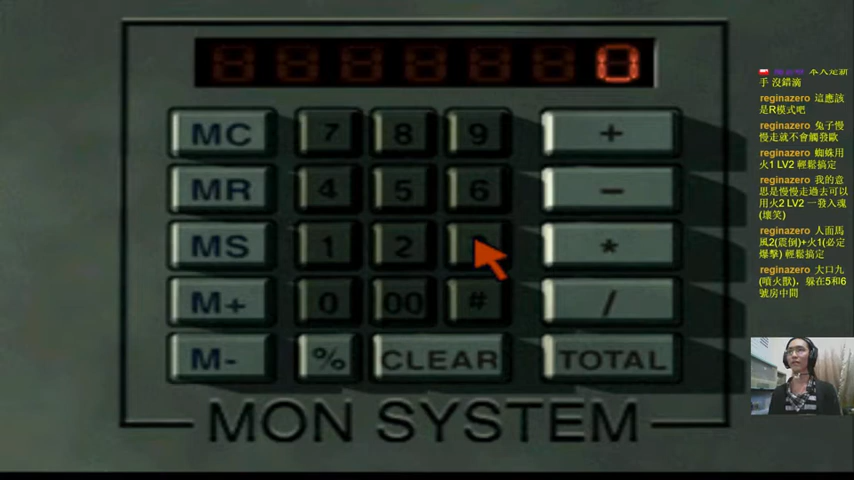 0
MC 7 8 9 +
MR 4 5 6 -
MS 1 2 *
M+ 0 00 # /
M- % CLEAR TOTAL
MON SYSTEM
本人是新
手 沒錯滴
reginazero 這應該
是R模式吧
reginazero 兔子慢
慢走就不會觸發歐
reginazero 蜘蛛用
火1 LV2 輕鬆搞定
reginazero 我的意
思是慢慢走過去可以
用火2 LV2 一發入魂
(壞笑)
reginazero 人面馬
風2(震倒)+火1(必定
爆擊) 輕鬆搞定
reginazero 大口九
(噴火獸), 躲在5和6
號房中間